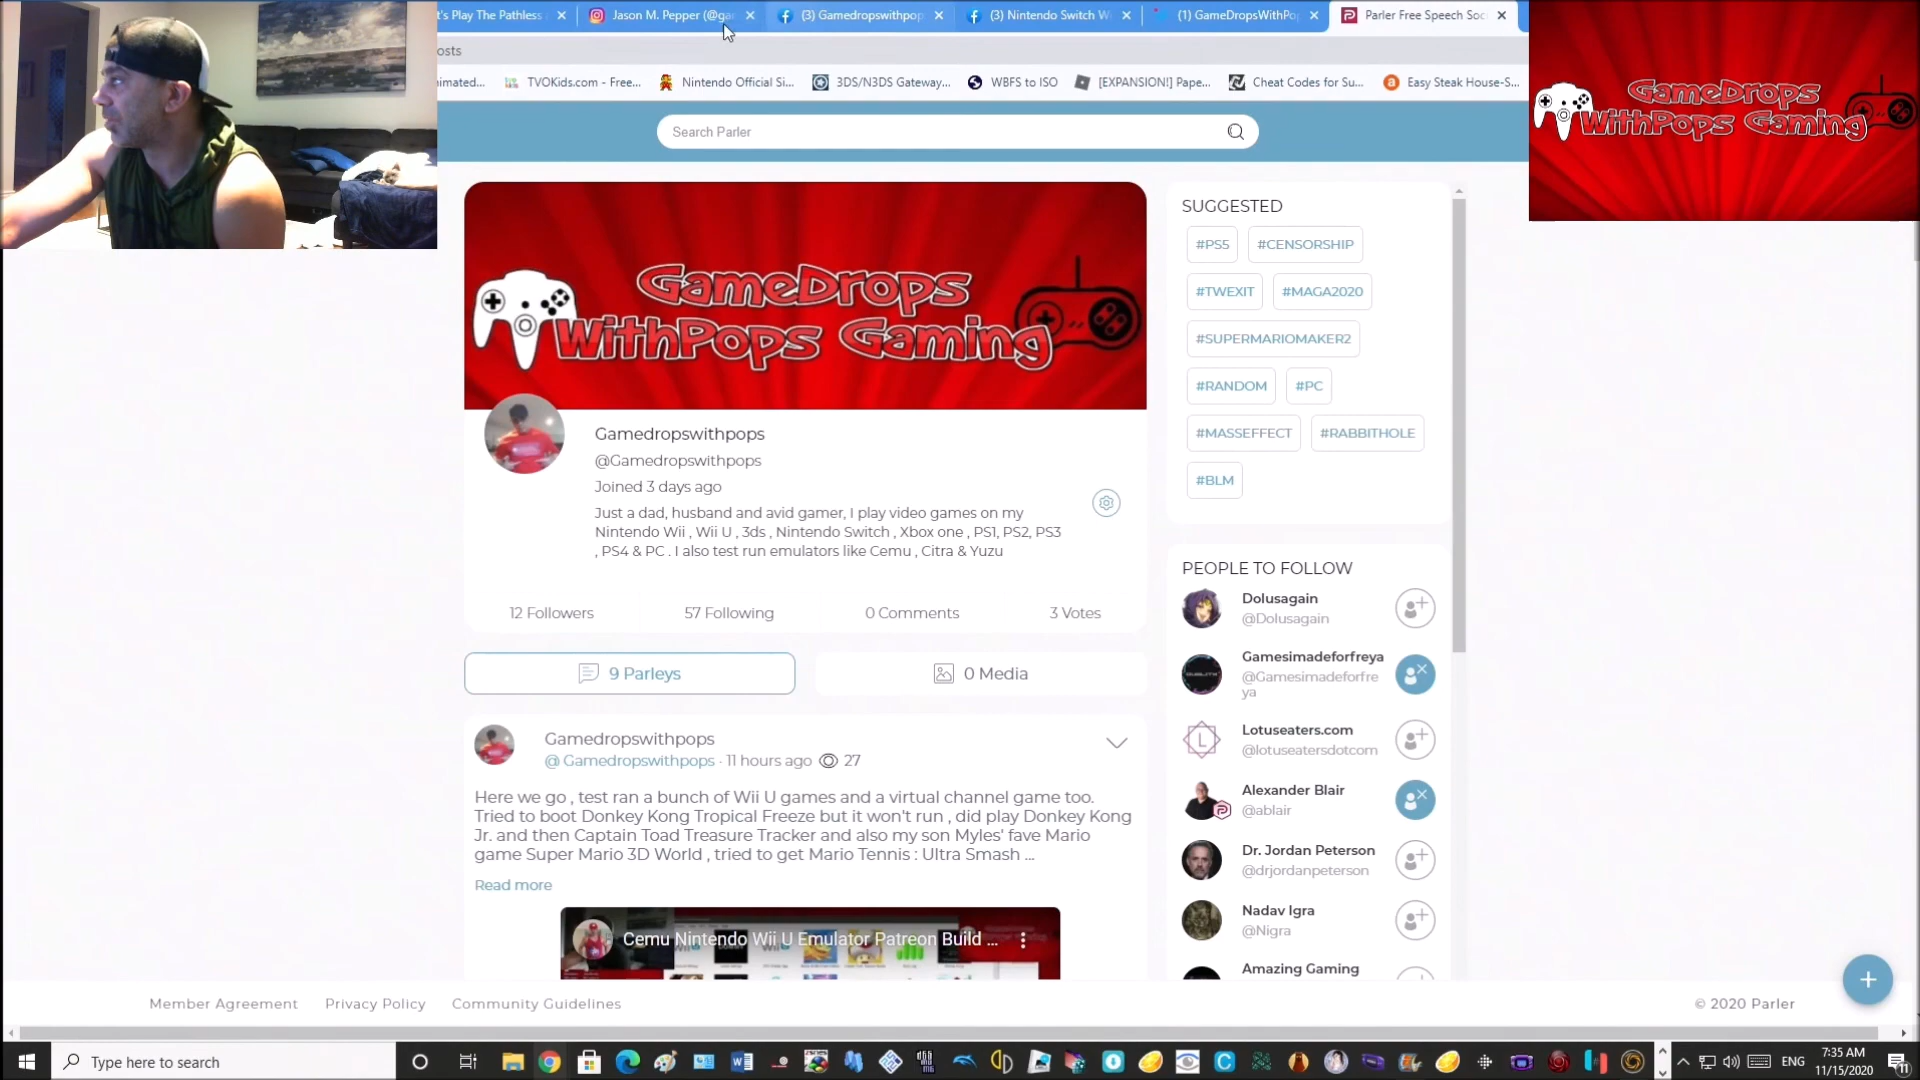 t's Play The Pathless
Jason M. Pepper (@ga
(3) Gamedropswithpop
(3) Nintendo Switch W
(1) GameDropsWithPo
Parler Free Speech Soc
osts
nimated...
TVOKids.com - Free...
Nintendo Official Si...
3DS/N3DS Gateway...
WBFS to ISO
[EXPANSION!] Pape...
Cheat Codes for Su...
Easy Steak House-S...
Search Parler
GameDrops
WithPops Gaming
GameDrops
WithPops Gaming
Gamedropswithpops
@Gamedropswithpops
Joined 3 days ago
Just a dad, husband and avid gamer, I play video games on my
Nintendo Wii , Wii U , 3ds , Nintendo Switch , Xbox one , PS1, PS2, PS3
, PS4 & PC . I also test run emulators like Cemu , Citra & Yuzu
12 Followers
57 Following
0 Comments
3 Votes
9 Parleys
0 Media
Gamedropswithpops
@ Gamedropswithpops · 11 hours ago 27
Here we go , test ran a bunch of Wii U games and a virtual channel game too.
Tried to boot Donkey Kong Tropical Freeze but it won't run , did play Donkey Kong
Jr. and then Captain Toad Treasure Tracker and also my son Myles' fave Mario
game Super Mario 3D World , tried to get Mario Tennis : Ultra Smash ...
Read more
Cemu Nintendo Wii U Emulator Patreon Build ...
SUGGESTED
#PS5
#CENSORSHIP
#TWEXIT
#MAGA2020
#SUPERMARIOMAKER2
#RANDOM
#PC
#MASSEFFECT
#RABBITHOLE
#BLM
PEOPLE TO FOLLOW
Dolusagain
@Dolusagain
Gamesimadeforfreya
@Gamesimadeforfre
ya
Lotuseaters.com
@lotuseatersdotcom
Alexander Blair
@ablair
Dr. Jordan Peterson
@drjordanpeterson
Nadav Igra
@Nigra
Amazing Gaming
Member Agreement
Privacy Policy
Community Guidelines
© 2020 Parler
Type here to search
ENG
7:35 AM
11/15/2020
11